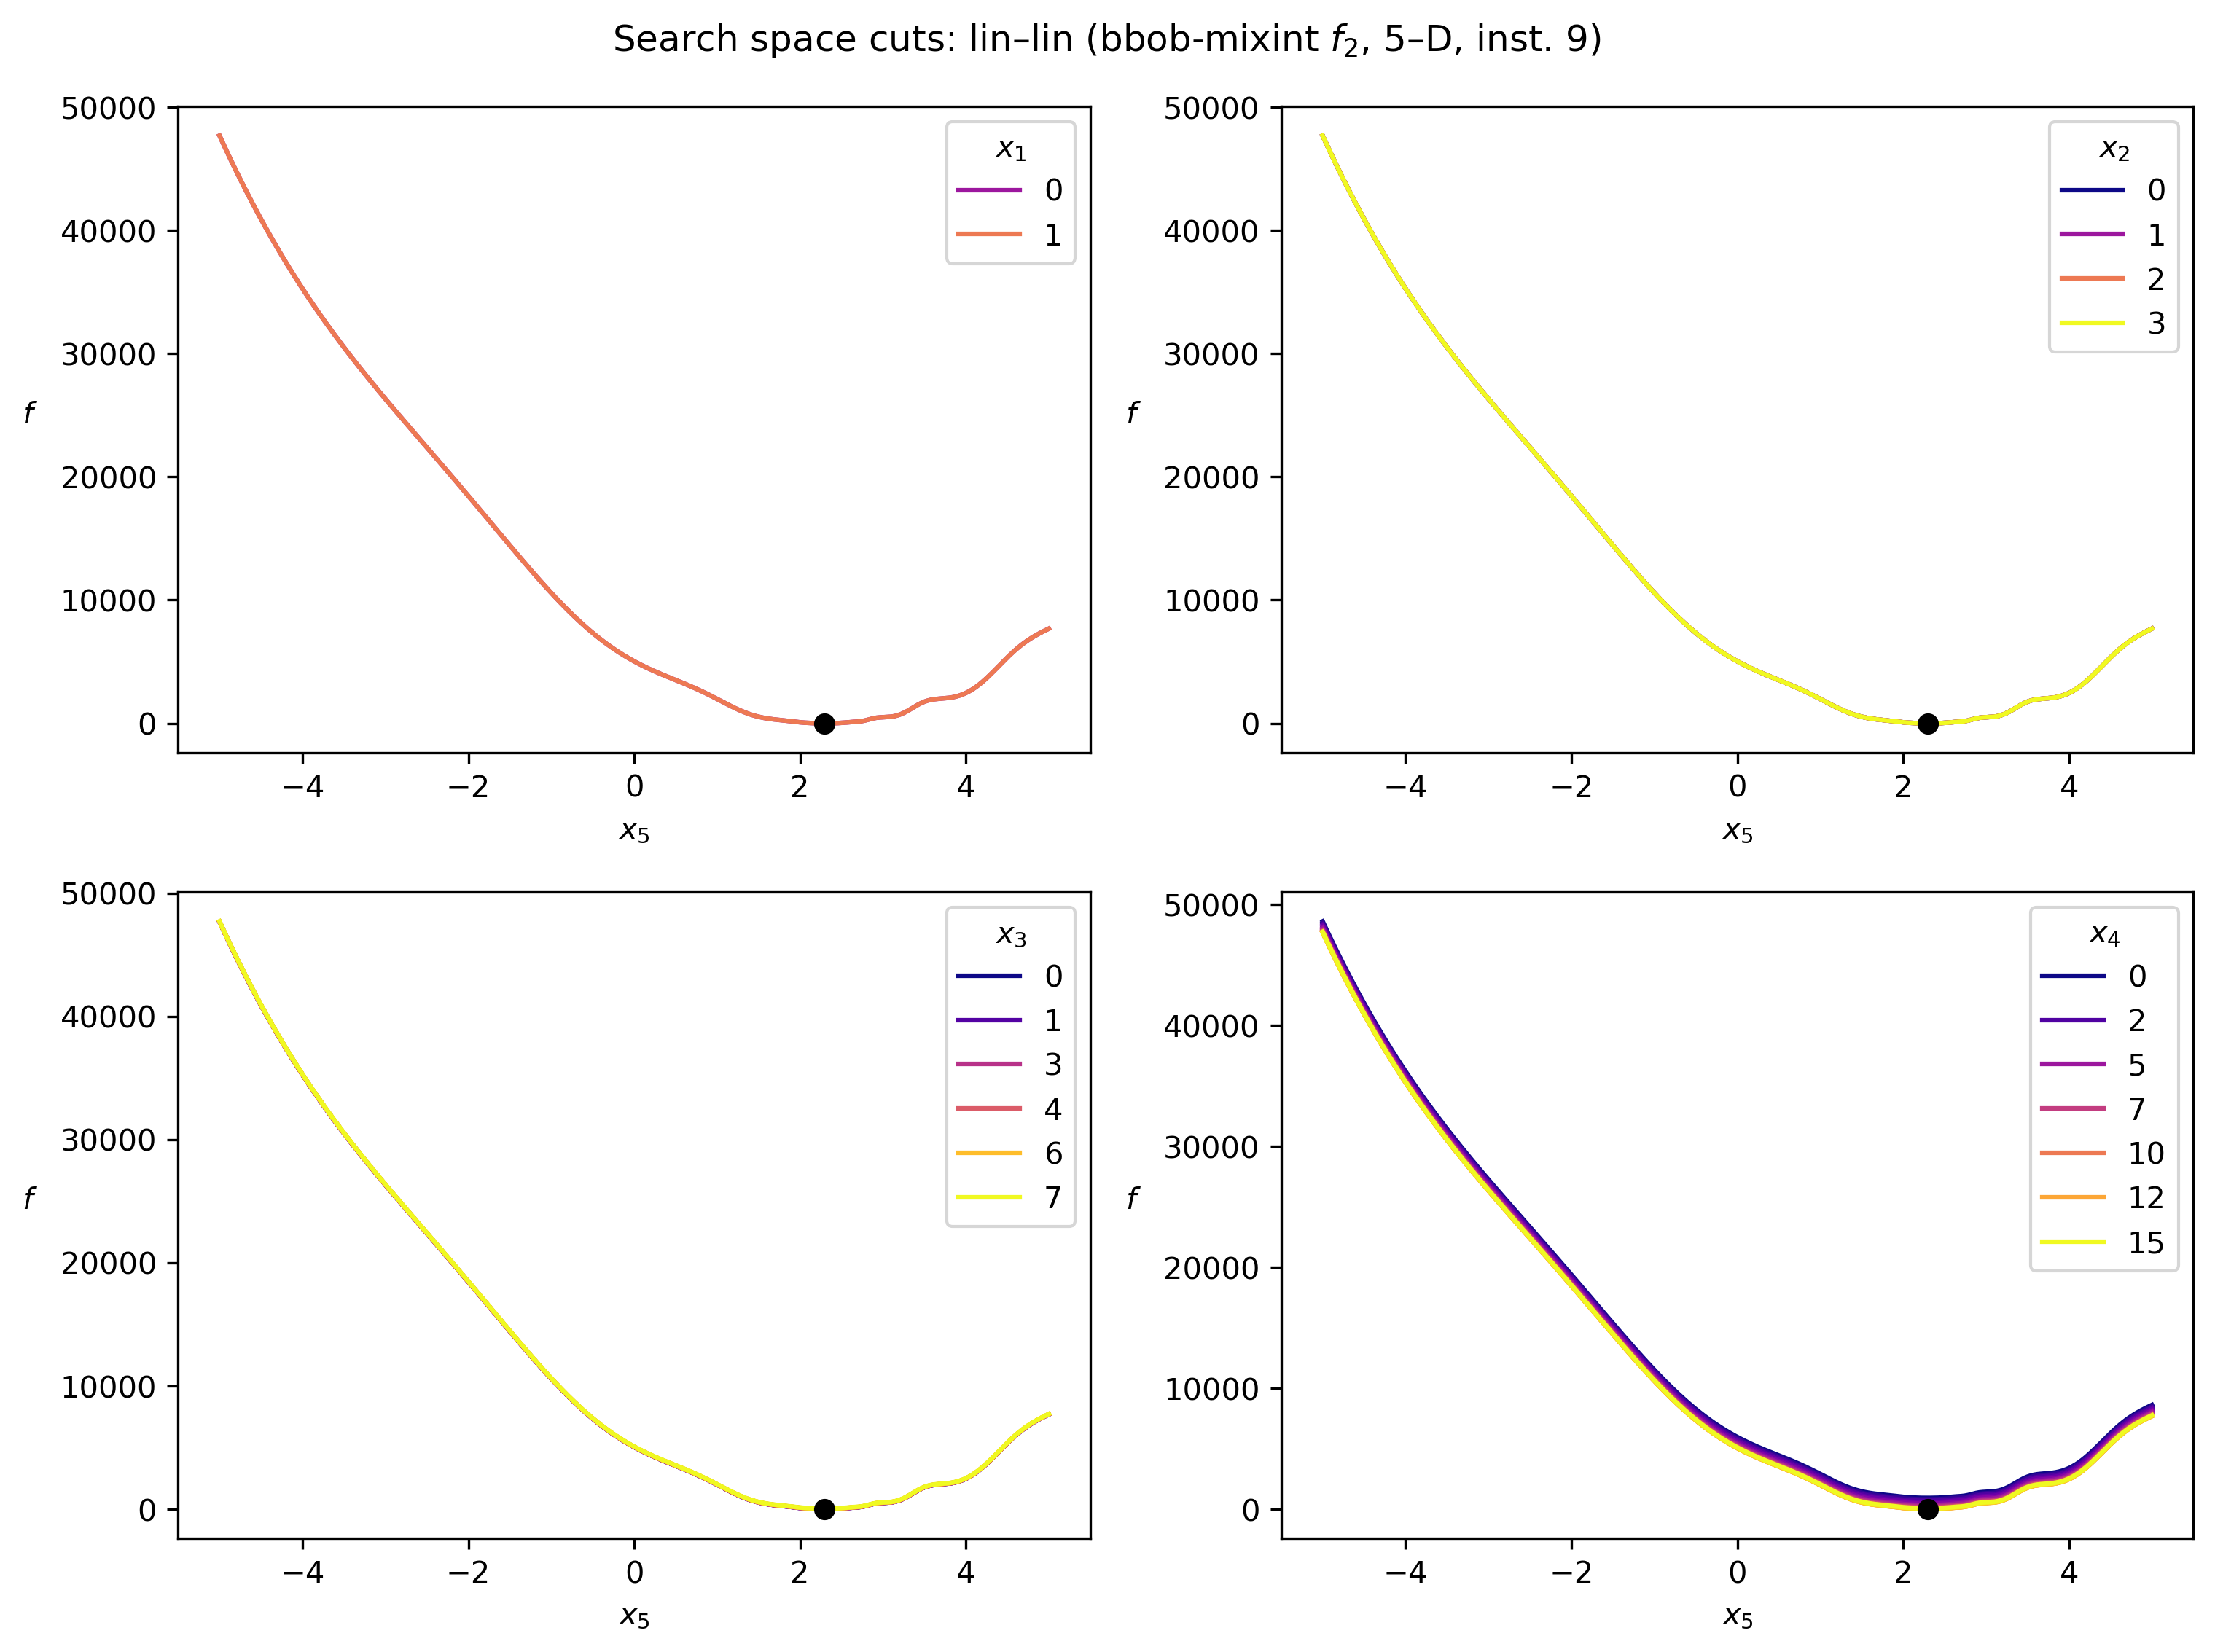 Search space cuts: lin–lin (bbob-mixint f₂, 5–D, inst. 9)
50000
40000
30000
20000
10000
0
f
−4 −2 0 2 4
x₅
x₁
0
1
50000
40000
30000
20000
10000
0
f
−4 −2 0 2 4
x₅
x₂
0
1
2
3
50000
40000
30000
20000
10000
0
f
−4 −2 0 2 4
x₅
x₃
0
1
3
4
6
7
50000
40000
30000
20000
10000
0
f
−4 −2 0 2 4
x₅
x₄
0
2
5
7
10
12
15